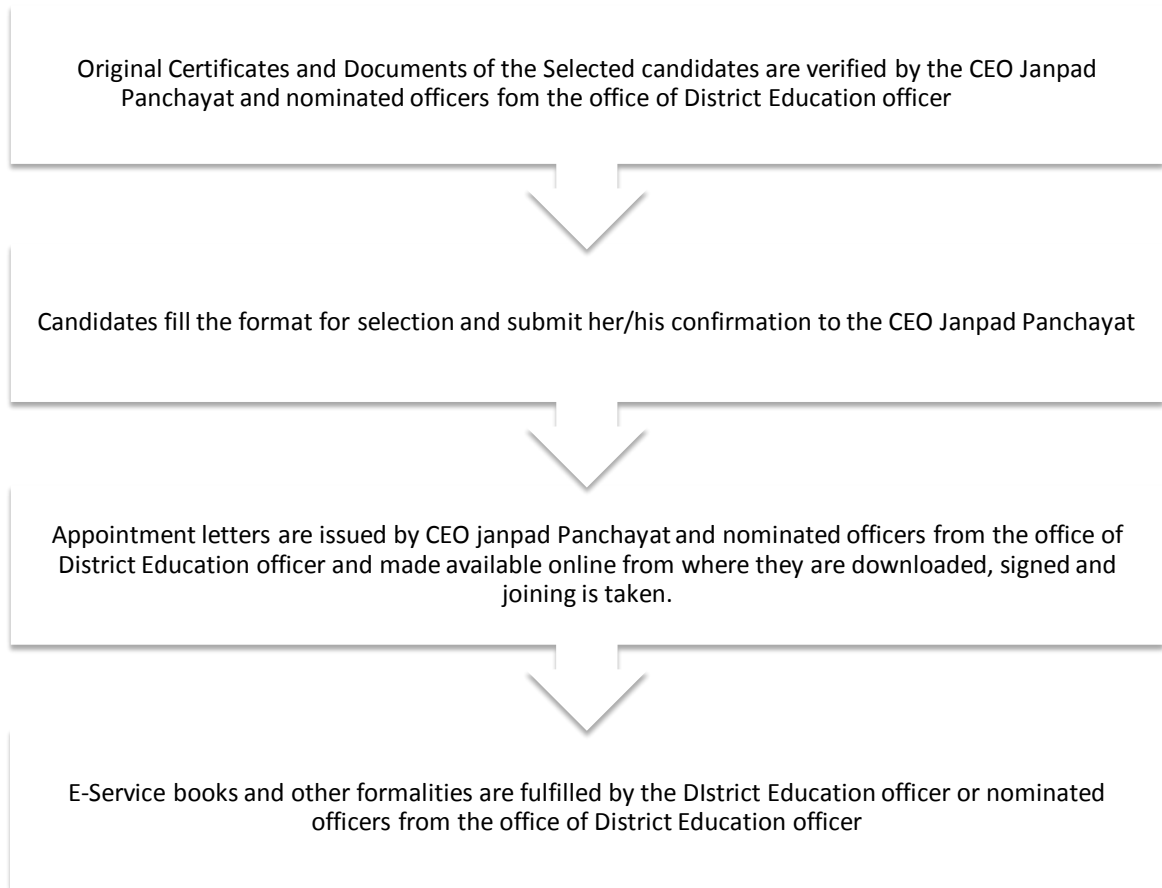 Original Certificates and Documents of the Selected candidates are verified by the CEO Janpad
Panchayat and nominated officers fom the office of District Education officer
Candidates fill the format for selection and submit her/his confirmation to the CEO Janpad Panchayat
Appointment letters are issued by CEO janpad Panchayat and nominated officers from the office of
District Education officer and made available online from where they are downloaded, signed and
joining is taken.
E-Service books and other formalities are fulfilled by the DIstrict Education officer or nominated
officers from the office of District Education officer